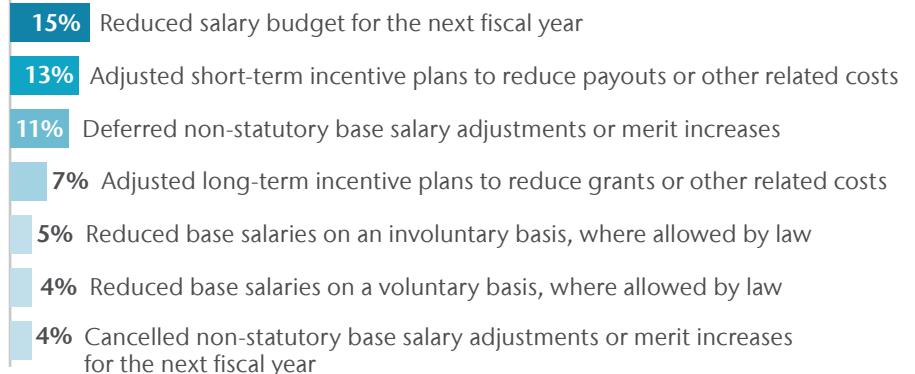 15% Reduced salary budget for the next fiscal year
13% Adjusted short-term incentive plans to reduce payouts or other related costs
11% Deferred non-statutory base salary adjustments or merit increases
7% Adjusted long-term incentive plans to reduce grants or other related costs
5% Reduced base salaries on an involuntary basis, where allowed by law
4% Reduced base salaries on a voluntary basis, where allowed by law
4% Cancelled non-statutory base salary adjustments or merit increases
for the next fiscal year